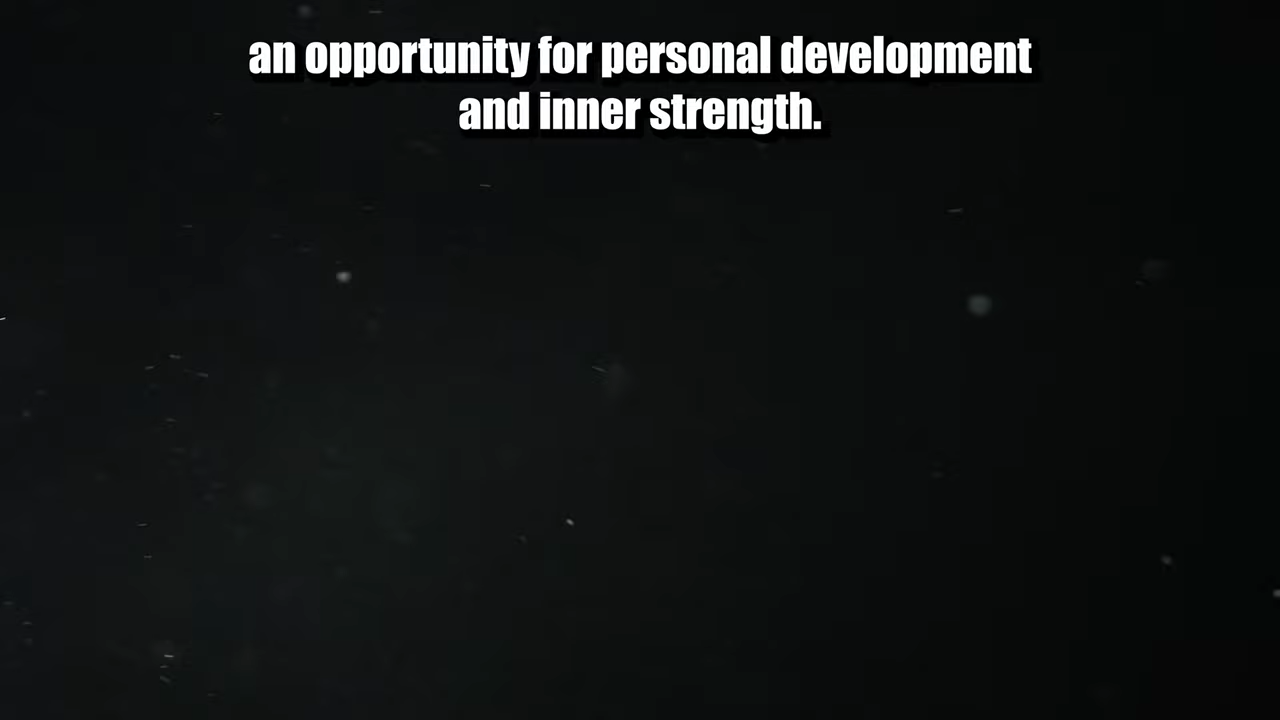 an opportunity for personal development
and inner strength.